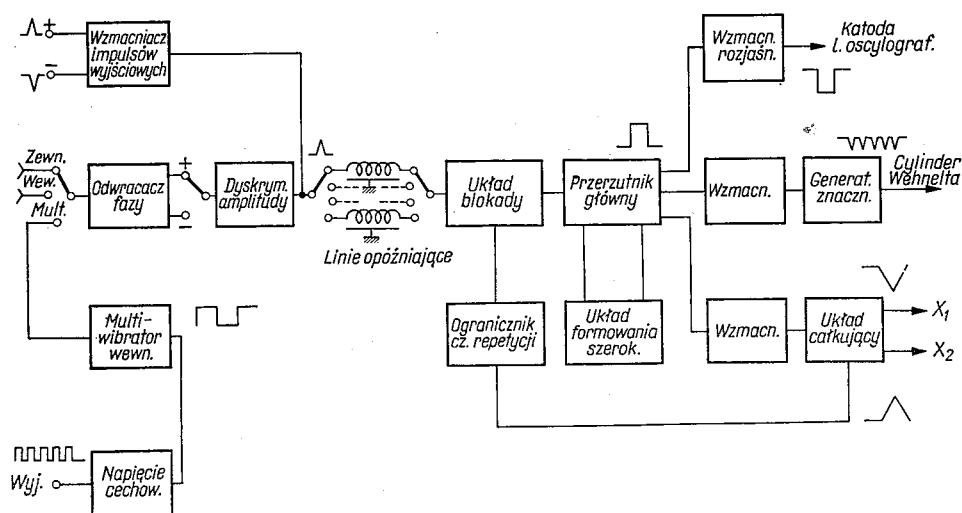 +
−
Wzmacniacz
impulsów
wyjściowych
Wzmacn.
rozjaśn.
Katoda
l. oscylograf.
Zewn.
Wew.
Mult.
Odwracacz
fazy
+
−
Dyskrym.
amplitudy
Linie opóźniające
Układ
blokady
Przerzutnik
główny
Wzmacn.
Generat.
znaczn.
Cylinder
Wehnelta
Multi-
wibrator
wewn.
Ogranicznik
cz. repetycji
Układ
formowania
szerok.
Wzmacn.
Układ
całkujący
X1
X2
Wyj.
Napięcie
cechow.